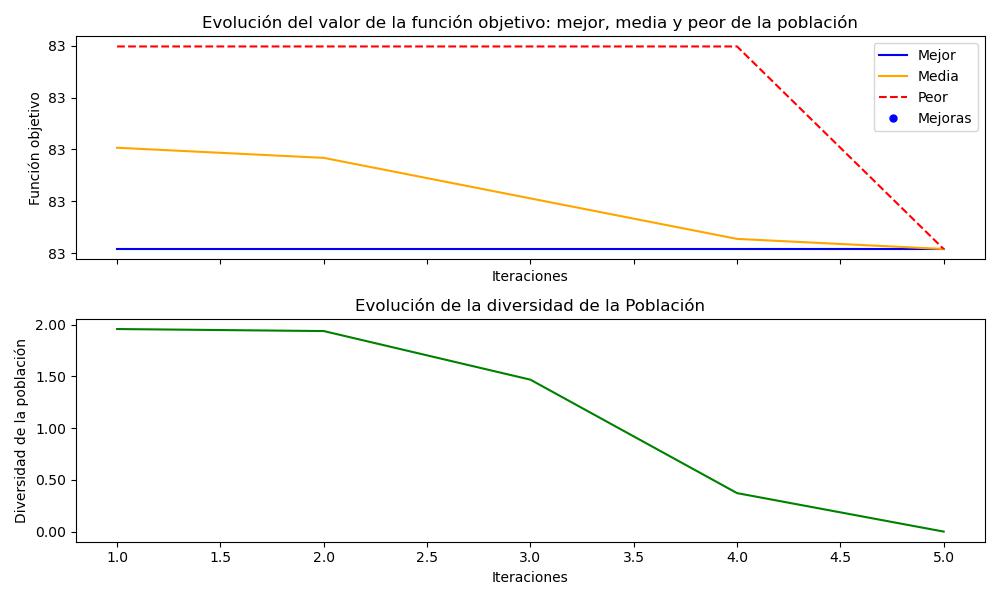 Evolución del valor de la función objetivo: mejor, media y peor de la población
Función objetivo
83
83
83
83
83
Mejor
Media
Peor
Mejoras
Iteraciones
Evolución de la diversidad de la Población
Diversidad de la población
2.00
1.50
1.00
0.50
0.00
1.0 1.5 2.0 2.5 3.0 3.5 4.0 4.5 5.0
Iteraciones